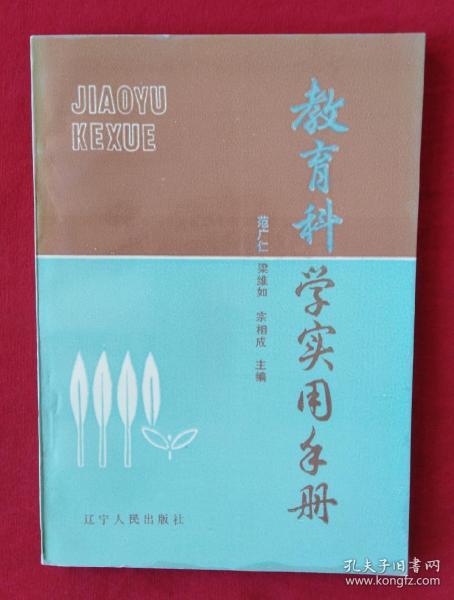 JIAOYU
KEXUE
教育科学实用手册
范广仁 梁维如 宗相成 主编
辽宁人民出版社
孔夫子旧书网
www.kongfz.com